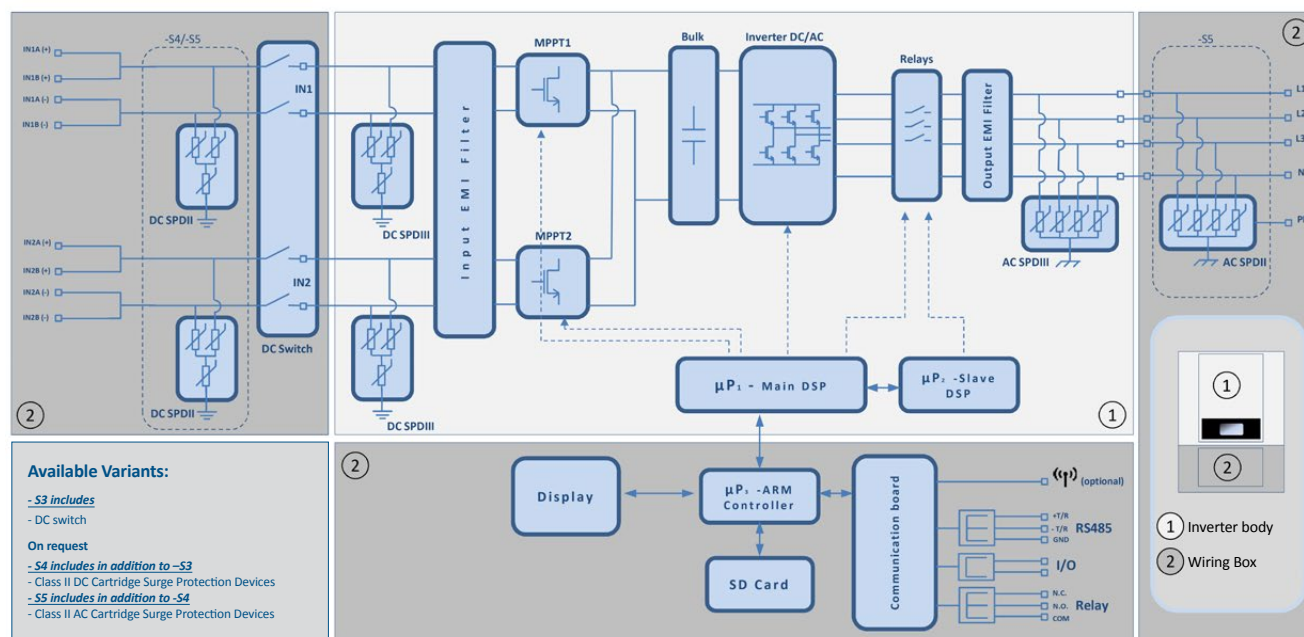 IN1A (+)
IN1B (+)
IN1A (-)
IN1B (-)
-S4/-S5
IN1
DC SPDII
DC SPDIII
IN2A (+)
IN2B (+)
IN2A (-)
IN2B (-)
IN2
DC Switch
DC SPDII
DC SPDIII
2
Input EMI Filter
MPPT1
MPPT2
Bulk
Inverter DC/AC
Relays
Output EMI Filter
AC SPDIII
µP₁ - Main DSP
µP₂ -Slave
DSP
1
-S5
2
L1
N
AC SPDII
Available Variants:
- S3 includes
- DC switch
On request
- S4 includes in addition to –S3
- Class II DC Cartridge Surge Protection Devices
- S5 includes in addition to -S4
- Class II AC Cartridge Surge Protection Devices
2
Display
µP₃ -ARM
Controller
SD Card
Communication board
(optional)
+T/R
- T/R
GND
RS485
I/O
N.C.
N.O.
COM
Relay
1
2
1 Inverter body
2 Wiring Box